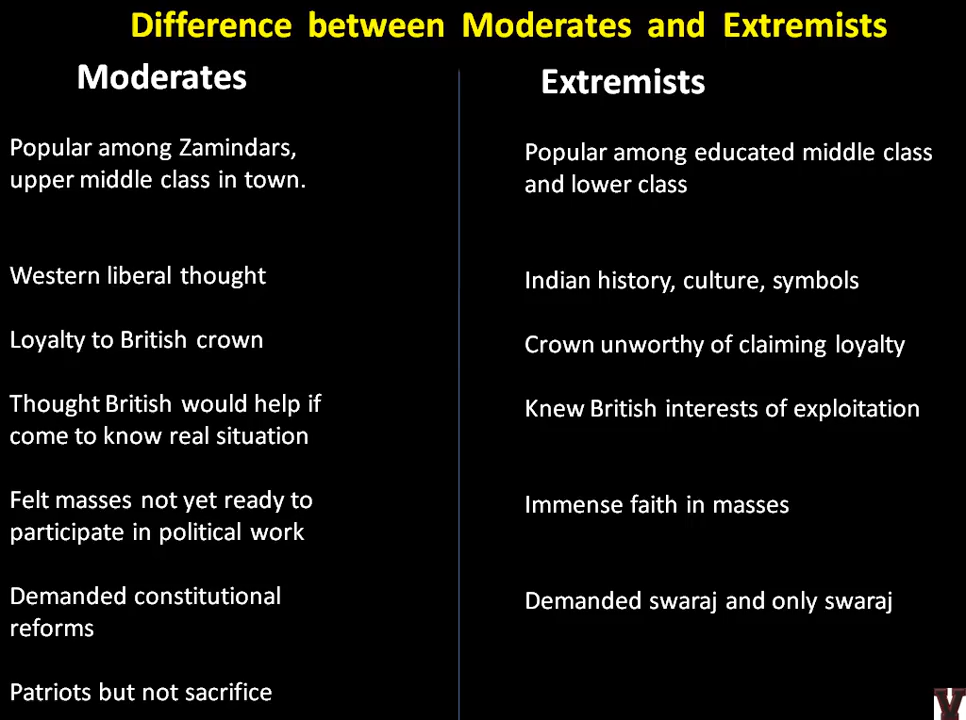 Difference between Moderates and Extremists
Moderates
Popular among Zamindars,
upper middle class in town.
Western liberal thought
Loyalty to British crown
Thought British would help if
come to know real situation
Felt masses not yet ready to
participate in political work
Demanded constitutional
reforms
Patriots but not sacrifice
Extremists
Popular among educated middle class
and lower class
Indian history, culture, symbols
Crown unworthy of claiming loyalty
Knew British interests of exploitation
Immense faith in masses
Demanded swaraj and only swaraj